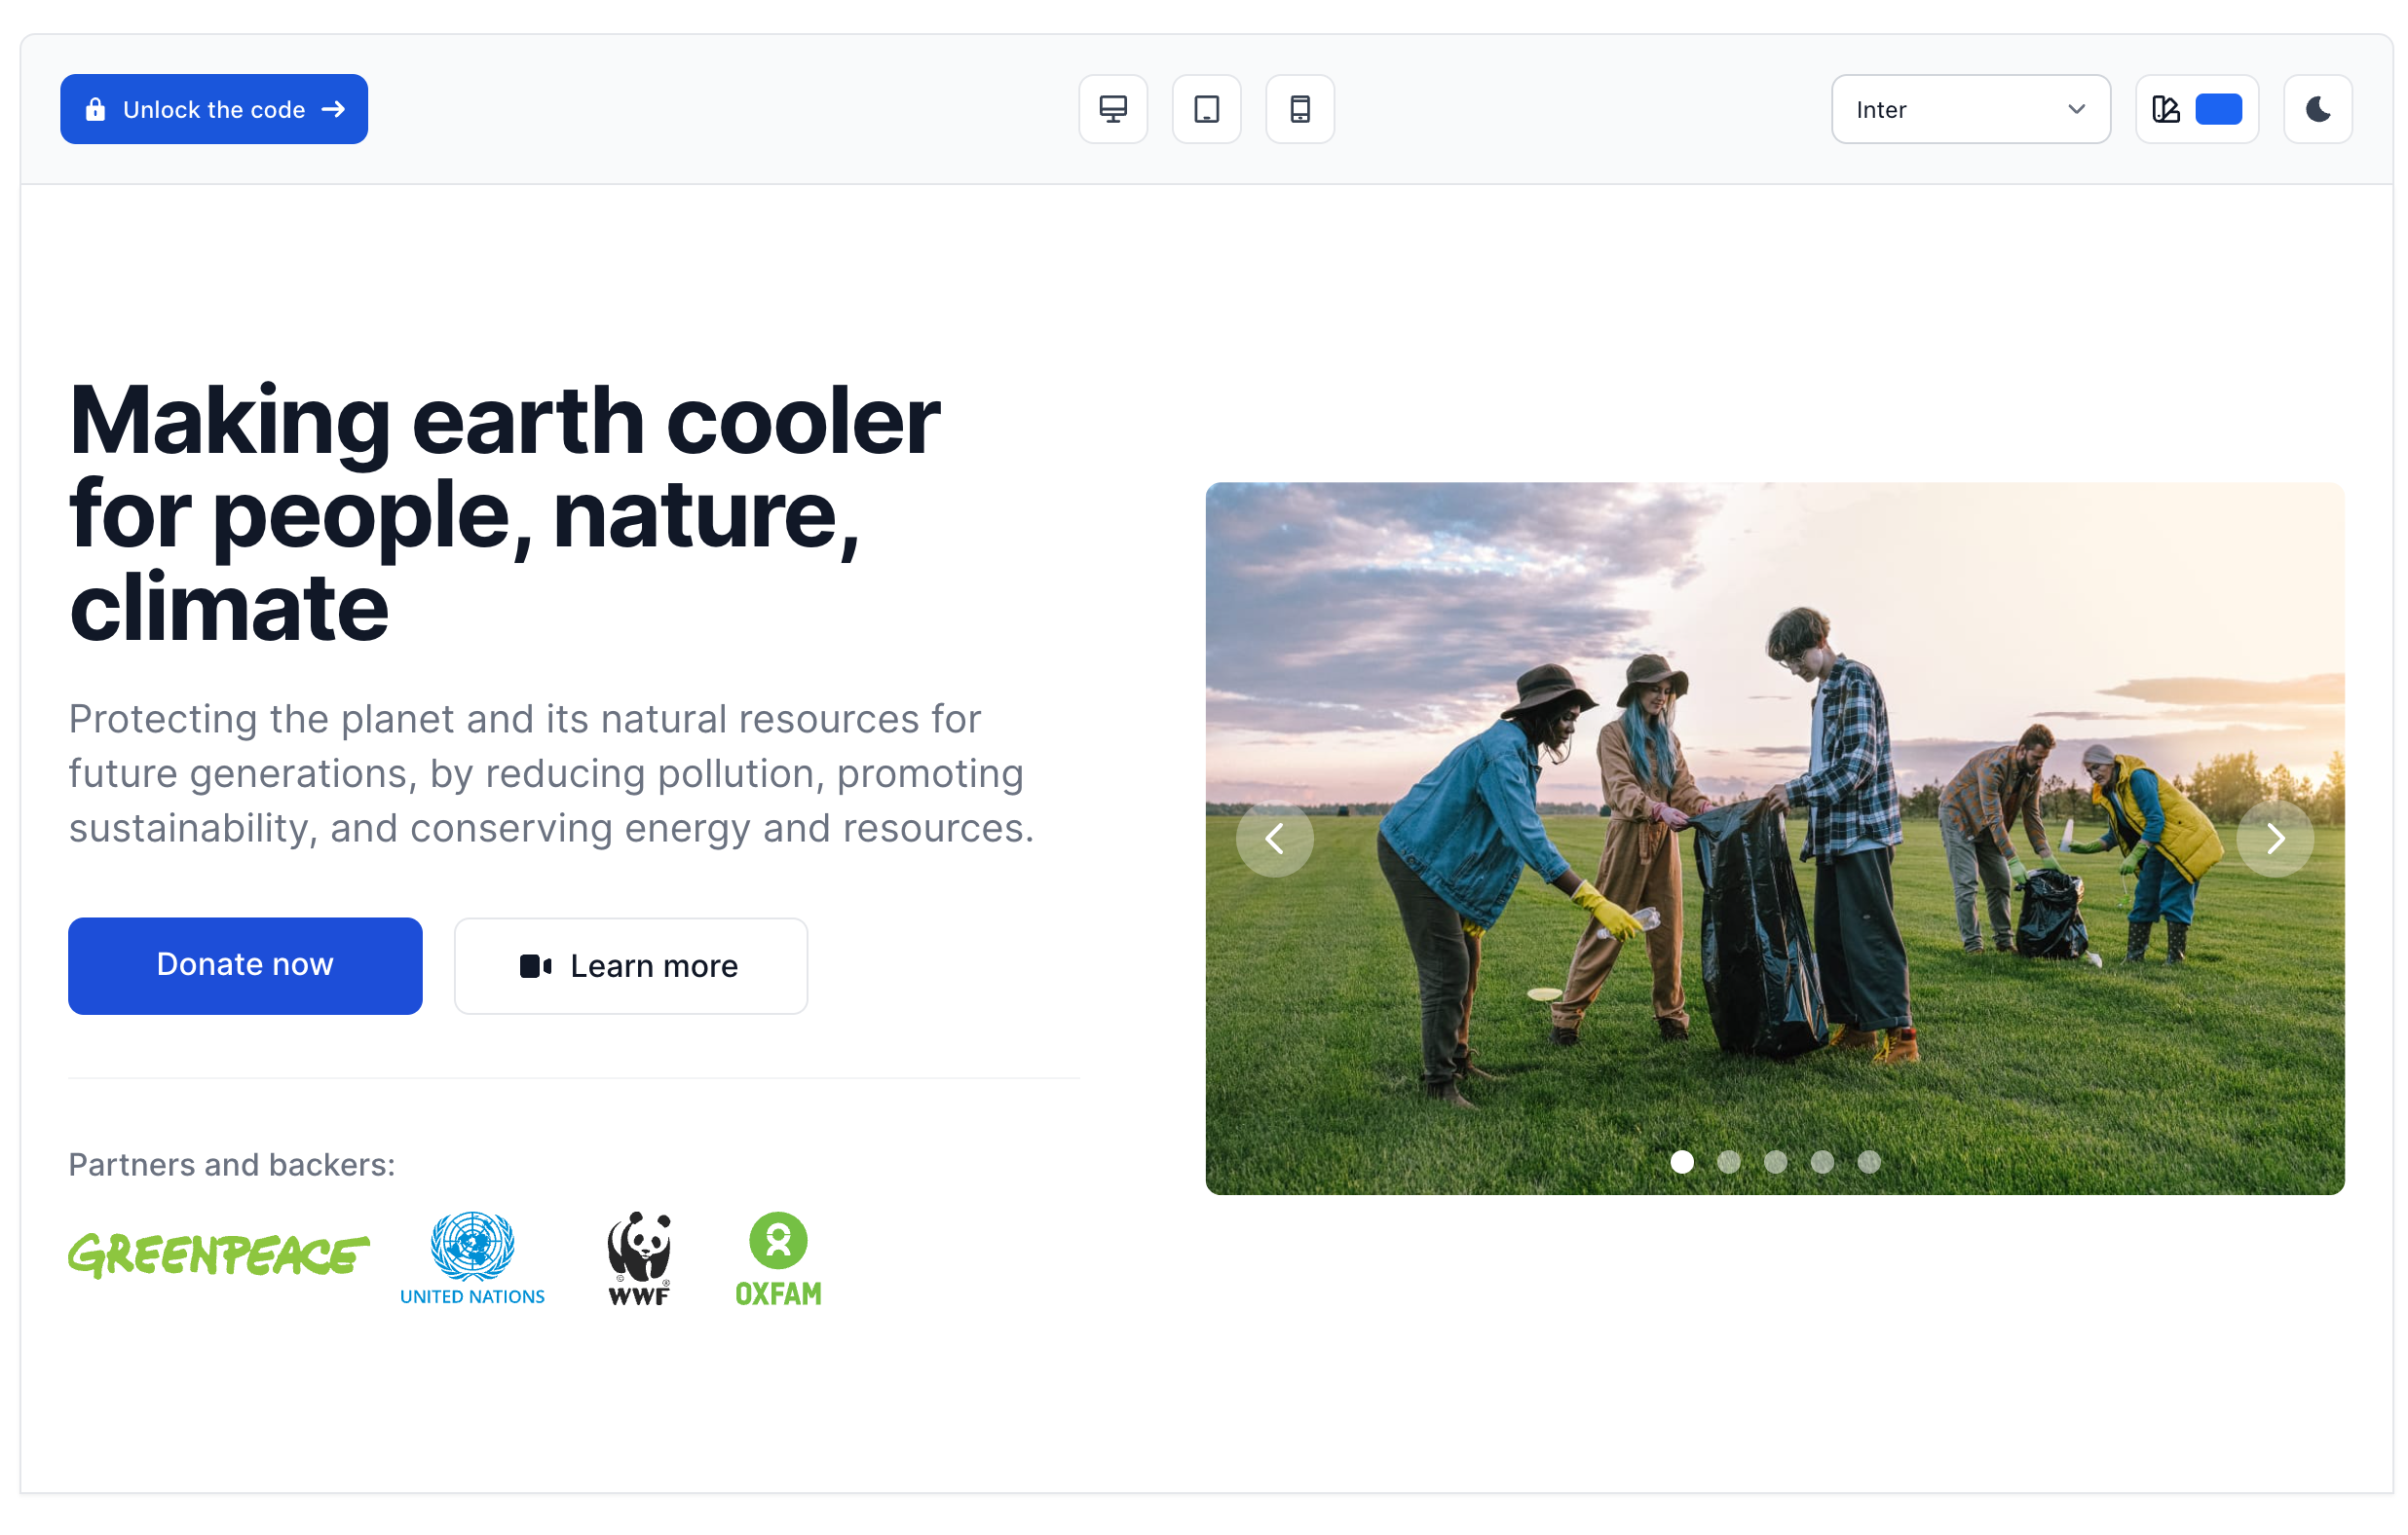 Unlock the code
Inter
Making earth cooler
for people, nature,
climate
Protecting the planet and its natural resources for
future generations, by reducing pollution, promoting
sustainability, and conserving energy and resources.
Donate now
Learn more
Partners and backers:
GREENPEACE
UNITED NATIONS
© WWF ®
OXFAM